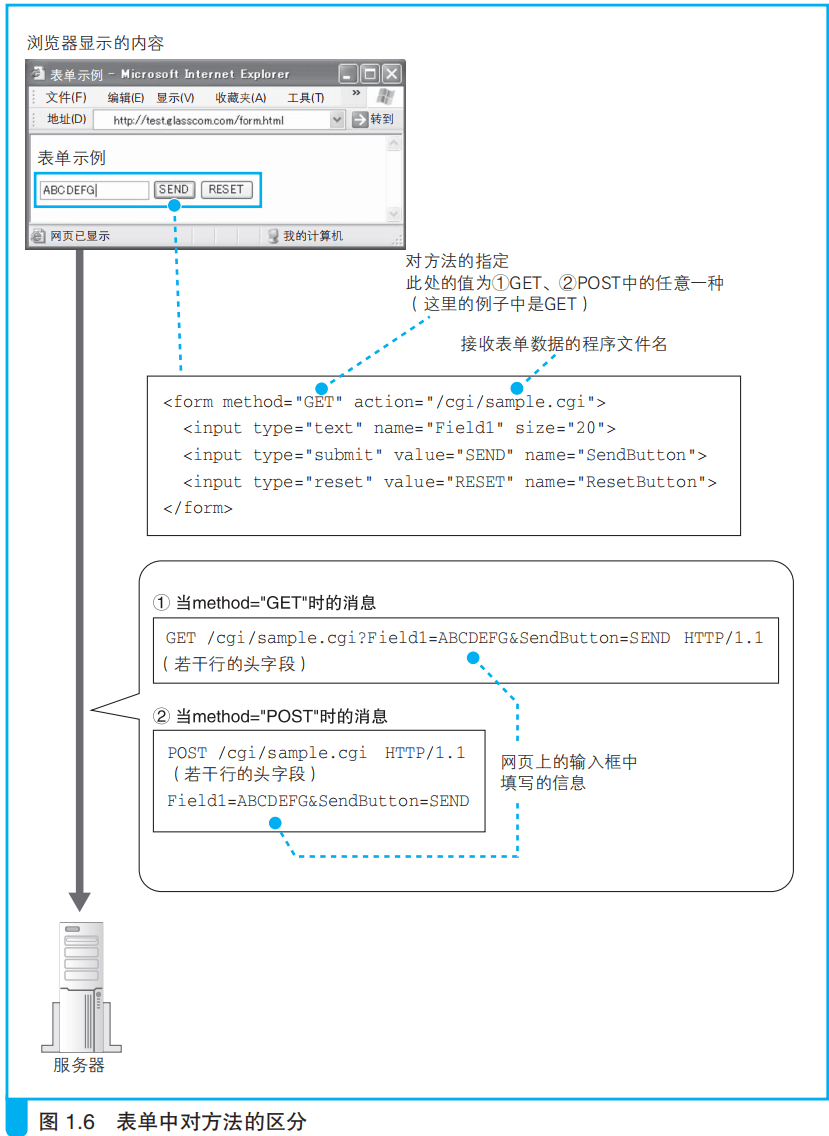 浏览器显示的内容
表单示例 - Microsoft Internet Explorer
文件(F) 编辑(E) 显示(V) 收藏夹(A) 工具(T) »
地址(D) http://test.glasscom.com/form.html 转到
表单示例
ABCDEFG SEND RESET
网页已显示 我的计算机
对方法的指定
此处的值为①GET、②POST中的任意一种
（这里的例子中是GET）
接收表单数据的程序文件名
<form method="GET" action="/cgi/sample.cgi">
<input type="text" name="Field1" size="20">
<input type="submit" value="SEND" name="SendButton">
<input type="reset" value="RESET" name="ResetButton">
</form>
① 当method="GET"时的消息
GET /cgi/sample.cgi?Field1=ABCDEFG&SendButton=SEND HTTP/1.1
（若干行的头字段）
② 当method="POST"时的消息
POST /cgi/sample.cgi HTTP/1.1
（若干行的头字段）
Field1=ABCDEFG&SendButton=SEND
网页上的输入框中
填写的信息
服务器
图 1.6 表单中对方法的区分